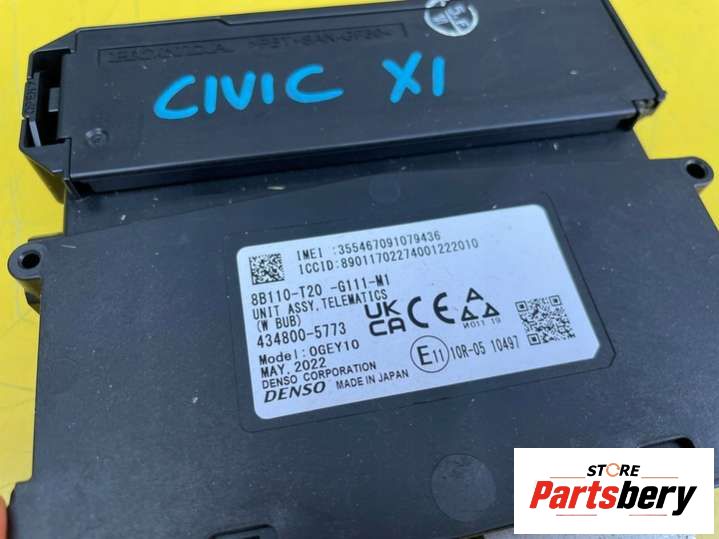 CIVIC XI
IMEI :355467091079436
ICCID:89011702274001222010
8B110-T20 -G111-M1
UNIT ASSY,TELEMATICS
(W BUB)
434800-5773
Model:OGEY10
MAY, 2022
DENSO CORPORATION
DENSO MADE IN JAPAN
UK
CA CE
E11 10R-05 10497
STORE
Partsbery